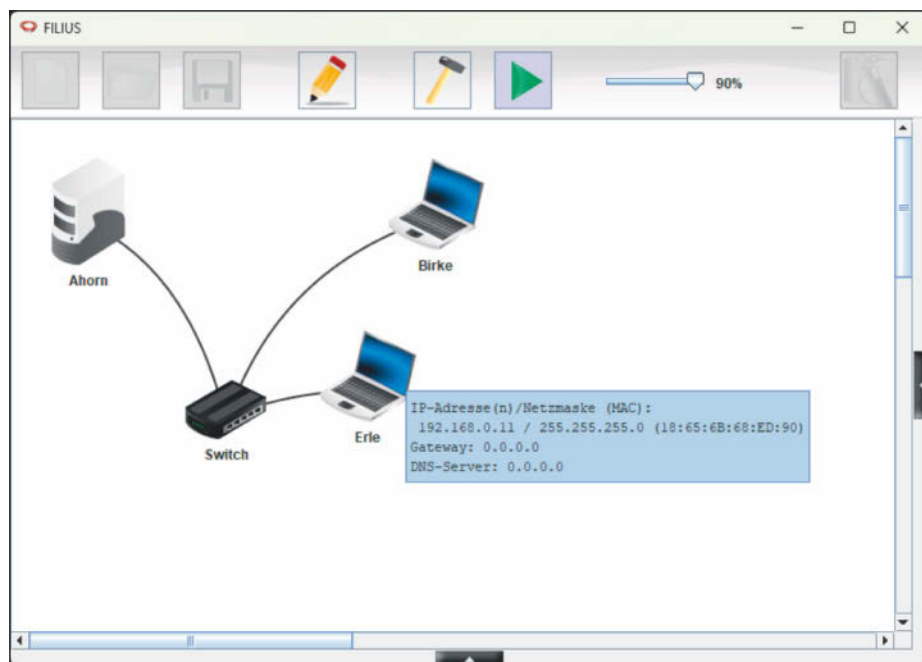 FILIUS
90%
Ahorn
Birke
Erle
Switch
IP-Adresse(n)/Netzmaske (MAC):
192.168.0.11 / 255.255.255.0 (18:65:6B:68:ED:90)
Gateway: 0.0.0.0
DNS-Server: 0.0.0.0